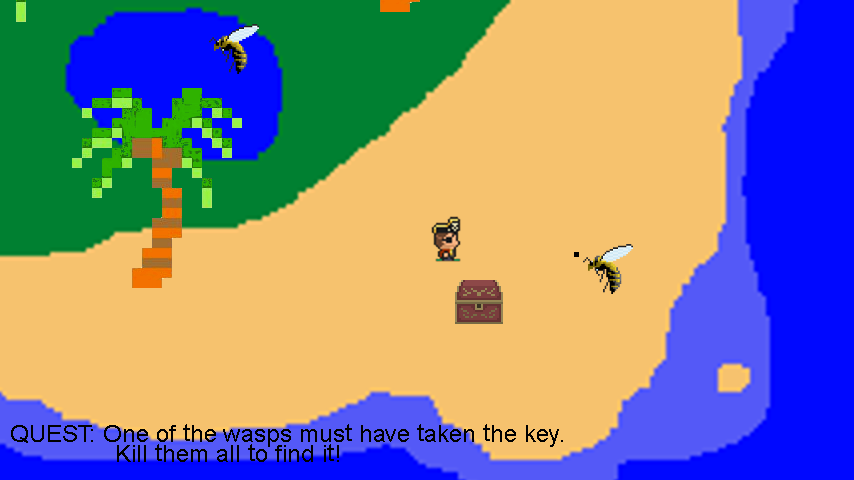 QUEST: One of the wasps must have taken the key.
Kill them all to find it!